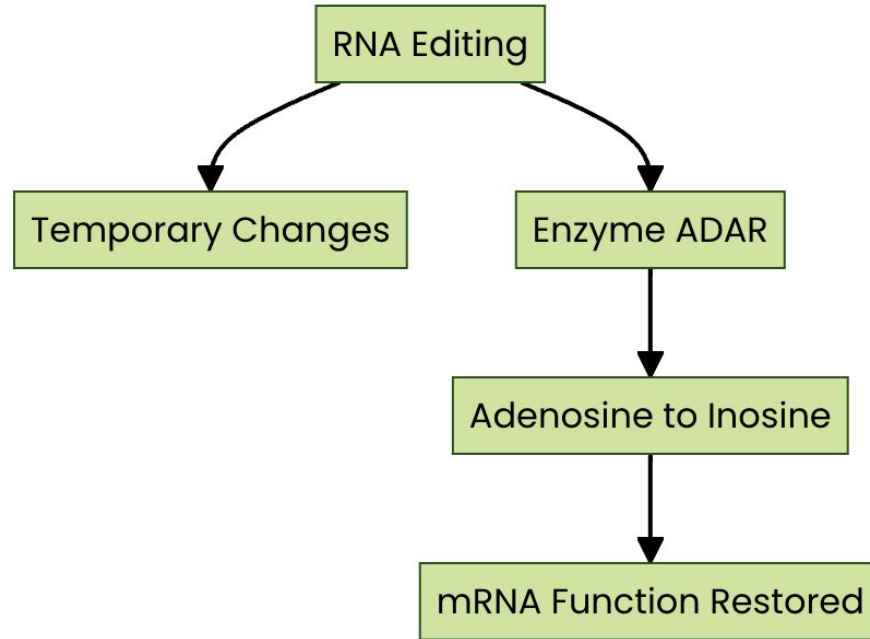 RNA Editing
Temporary Changes
Enzyme ADAR
Adenosine to Inosine
mRNA Function Restored